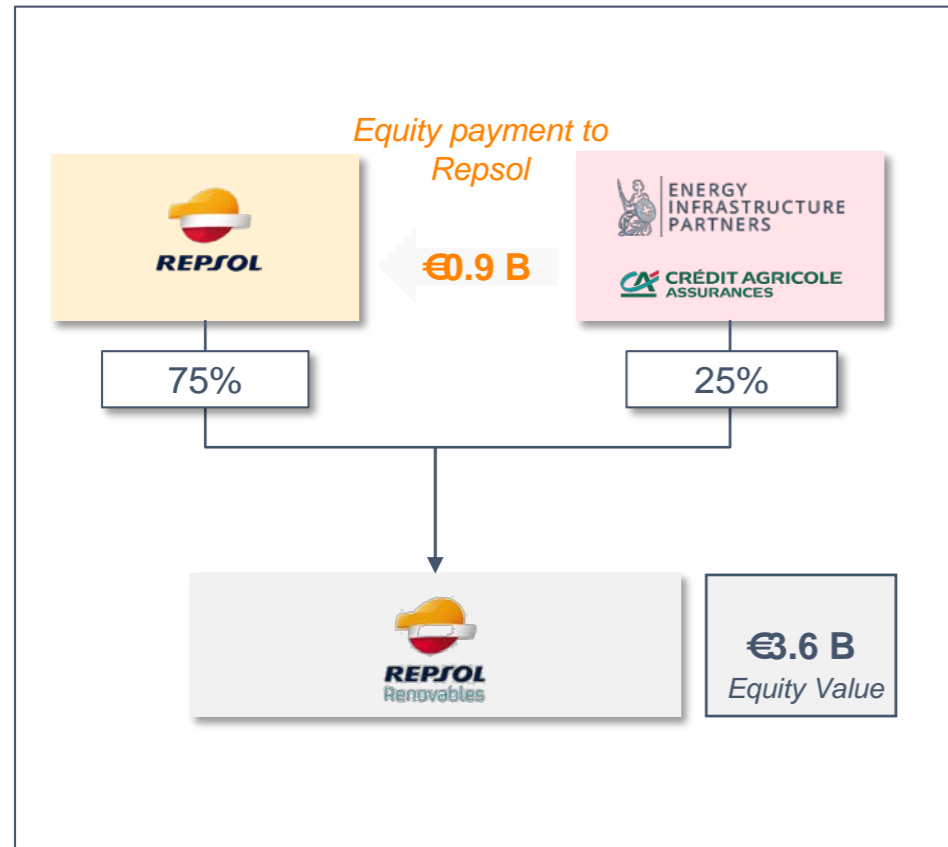 Equity payment to
Repsol
REPSOL
€0.9 B
ENERGY
INFRASTRUCTURE
PARTNERS
CA CRÉDIT AGRICOLE
ASSURANCES
75%
25%
REPSOL
Renovables
€3.6 B
Equity Value